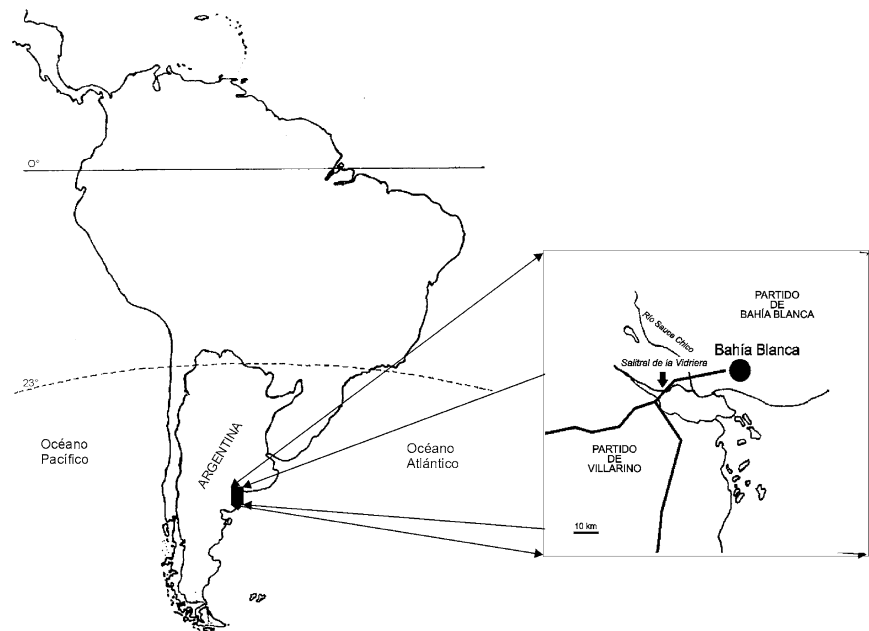 0°
23°
Océano
Pacífico
ARGENTINA
Océano
Atlántico
PARTIDO
DE
BAHÍA BLANCA
Río Sauce Chico
Bahía Blanca
Salitral de la Vidriera
PARTIDO
DE
VILLARINO
10 km